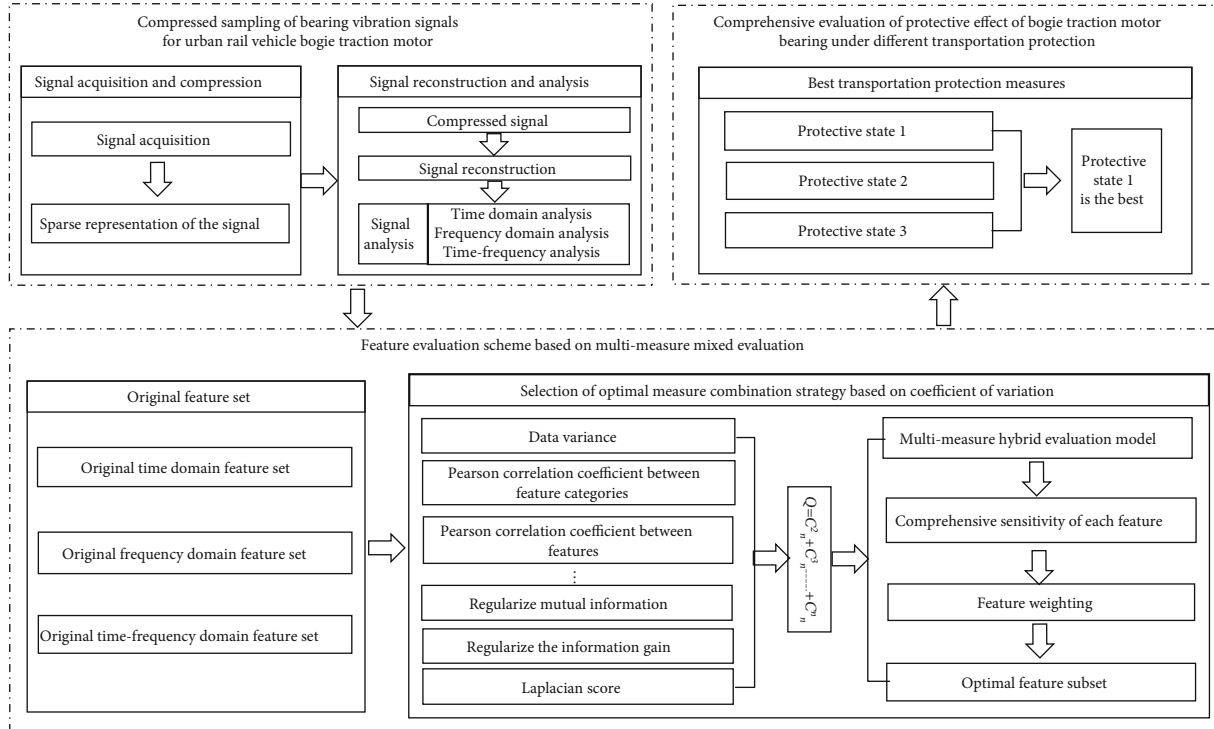 Compressed sampling of bearing vibration signals
for urban rail vehicle bogie traction motor
Signal acquisition and compression
Signal acquisition
Sparse representation of the signal
Signal reconstruction and analysis
Compressed signal
Signal reconstruction
Signal
analysis
Time domain analysis
Frequency domain analysis
Time-frequency analysis
Comprehensive evaluation of protective effect of bogie traction motor
bearing under different transportation protection
Best transportation protection measures
Protective state 1
Protective state 2
Protective state 3
Protective
state 1
is the best
Feature evaluation scheme based on multi-measure mixed evaluation
Original feature set
Original time domain feature set
Original frequency domain feature set
Original time-frequency domain feature set
Selection of optimal measure combination strategy based on coefficient of variation
Data variance
Pearson correlation coefficient between
feature categories
Pearson correlation coefficient between
features
⋮
Regularize mutual information
Regularize the information gain
Laplacian score
Q=C²ₙ+C³ₙ......+Cⁿₙ
Multi-measure hybrid evaluation model
Comprehensive sensitivity of each feature
Feature weighting
Optimal feature subset